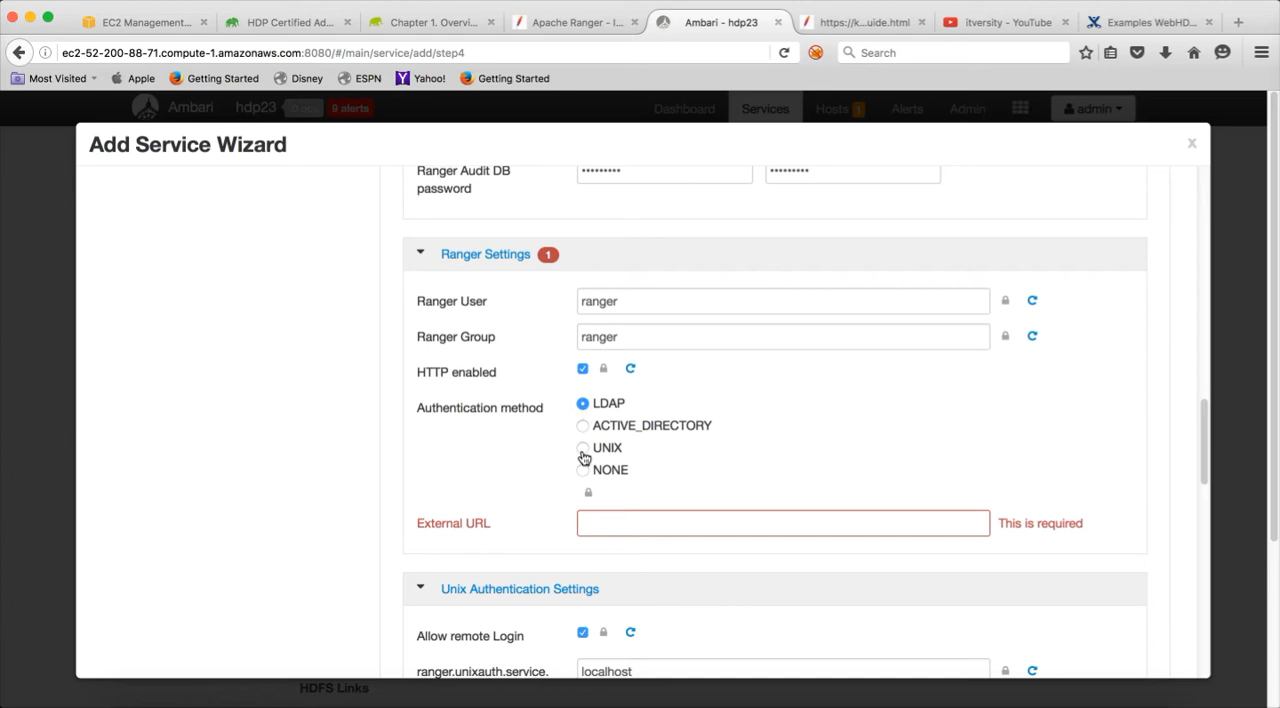 EC2 Management...
HDP Certified Ad...
Chapter 1. Overvi...
Apache Ranger - I...
Ambari - hdp23
https://k...uide.html
itversity - YouTube
Examples WebHD...
ec2-52-200-88-71.compute-1.amazonaws.com:8080/#/main/service/add/step4
Search
Most Visited
Apple
Getting Started
Disney
ESPN
Yahoo!
Getting Started
Ambari
hdp23
9 alerts
Dashboard
Services
Hosts 1
Alerts
Admin
admin
Add Service Wizard
x
Ranger Audit DB
password
•••••••••
•••••••••
Ranger Settings 1
Ranger User
ranger
Ranger Group
ranger
HTTP enabled
Authentication method
LDAP
ACTIVE_DIRECTORY
UNIX
NONE
External URL
This is required
Unix Authentication Settings
Allow remote Login
ranger.unixauth.service.
localhost
HDFS Links